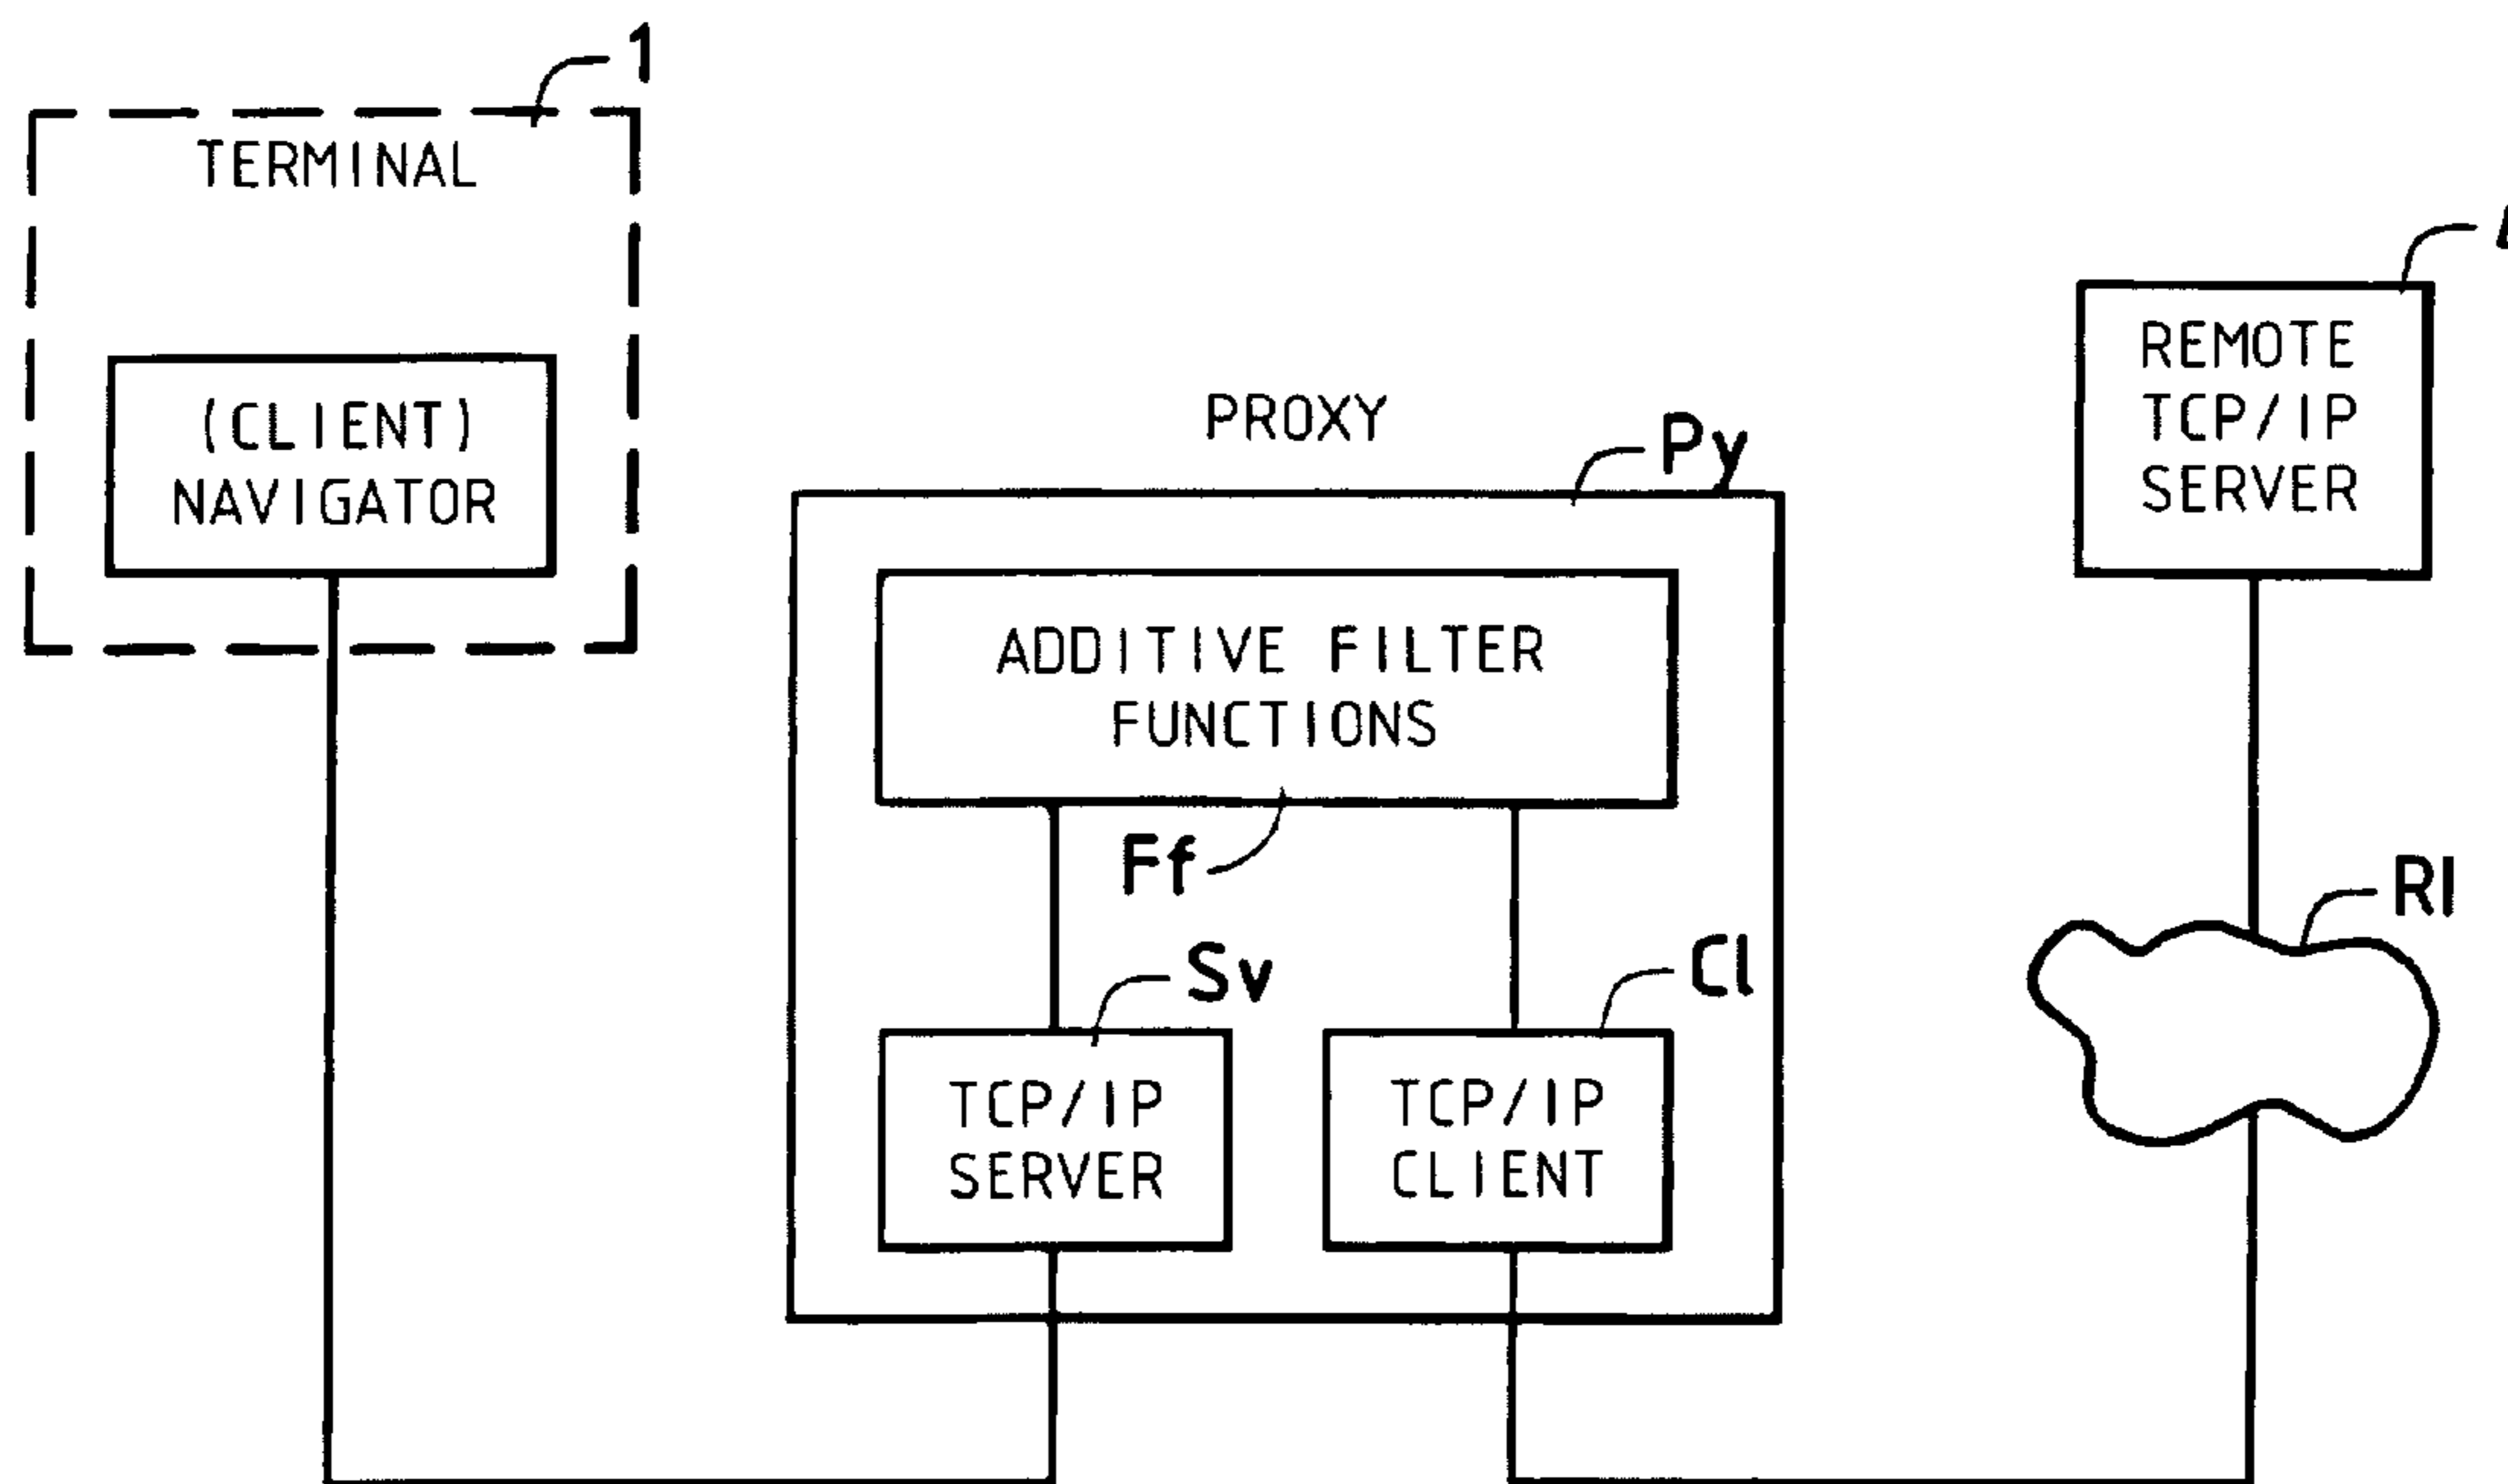 1
TERMINAL
(CLIENT)
NAVIGATOR
PROXY
Py
ADDITIVE FILTER
FUNCTIONS
Ff
Sv
Cl
TCP/IP
SERVER
TCP/IP
CLIENT
REMOTE
TCP/IP
SERVER
RI